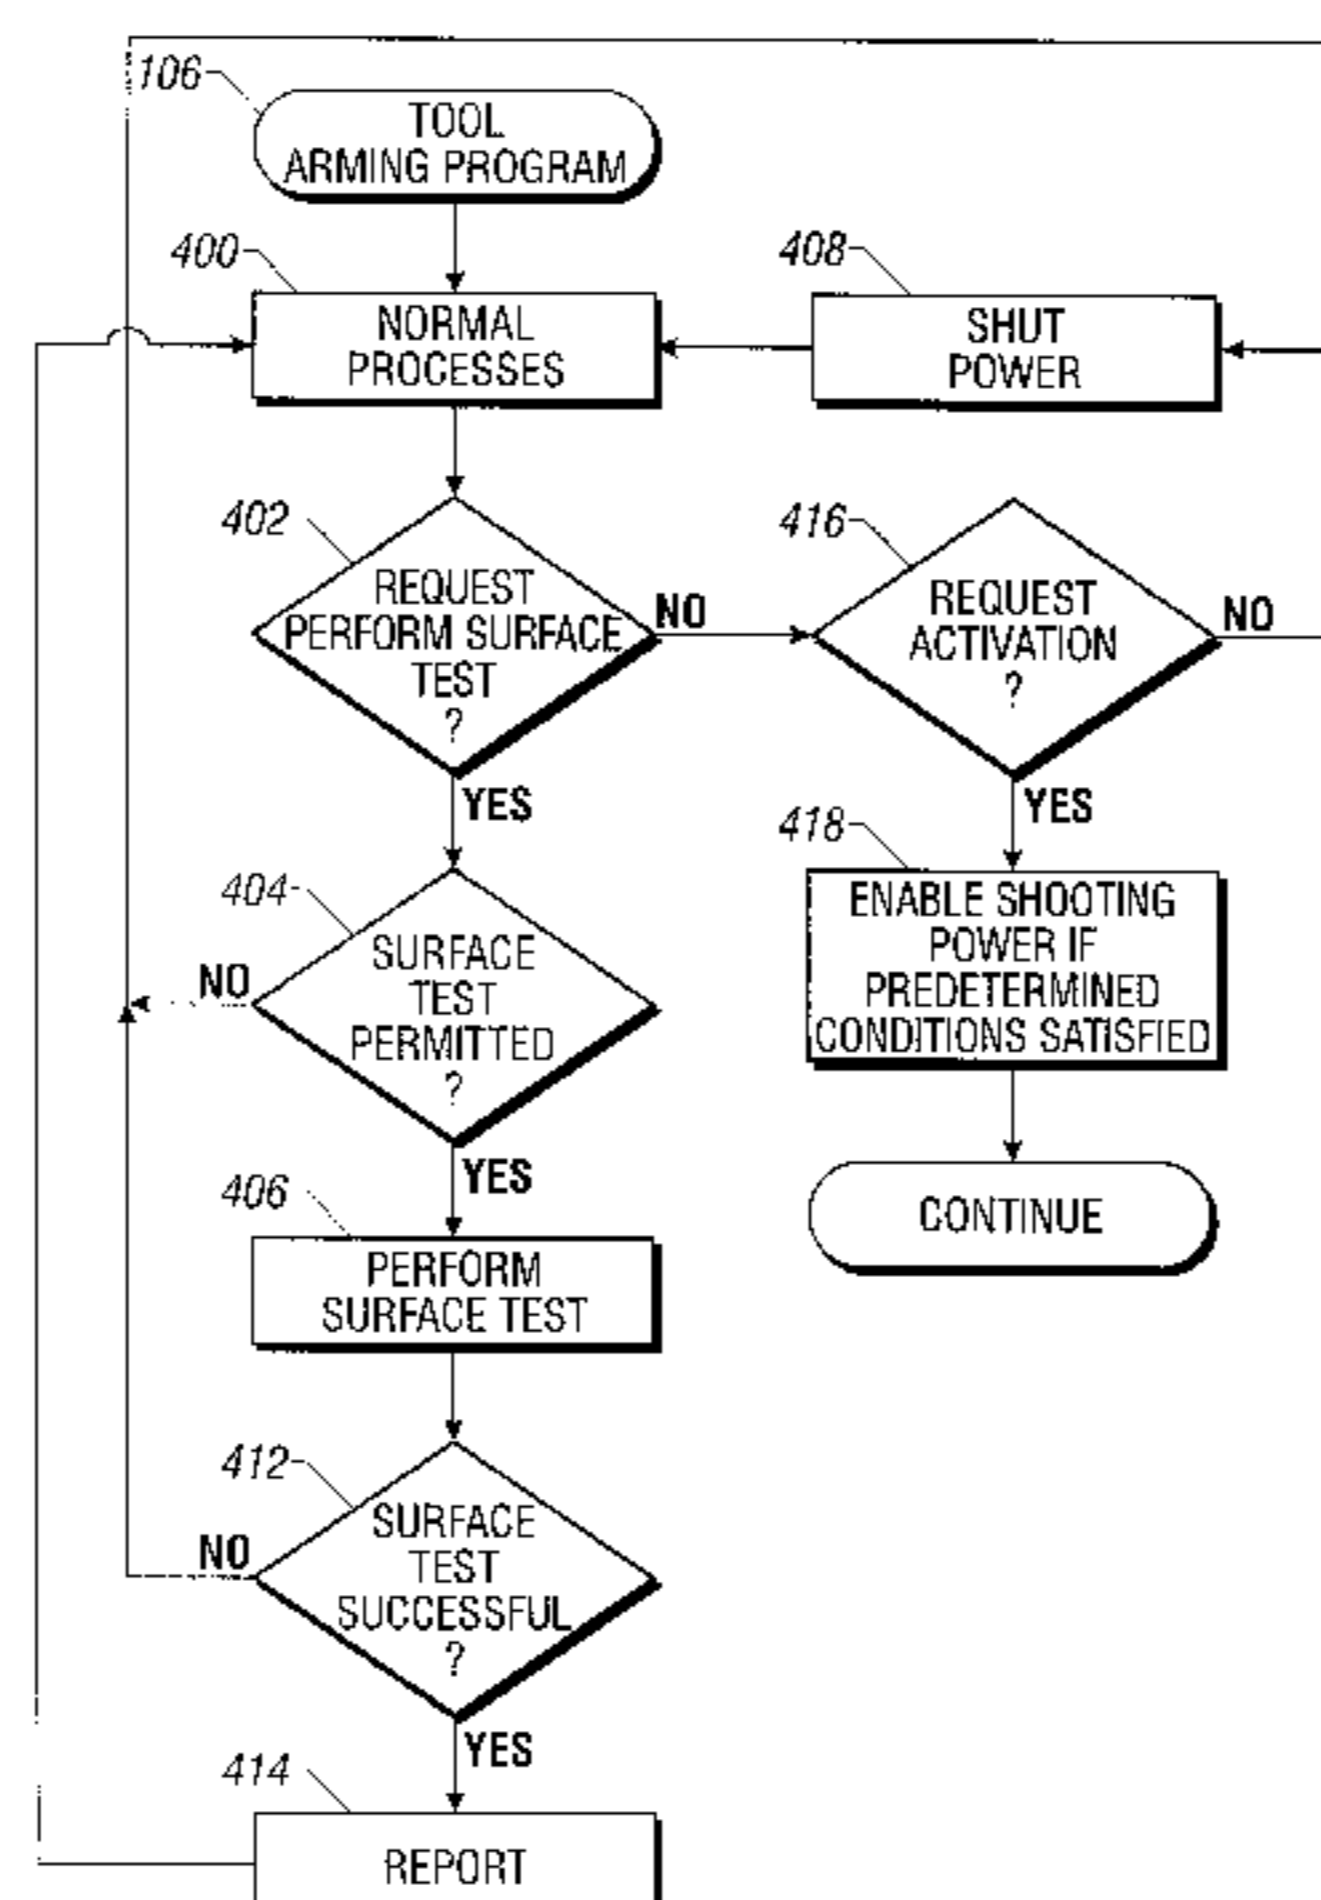 106
TOOL
ARMING PROGRAM
400
NORMAL
PROCESSES
408
SHUT
POWER
402
REQUEST
PERFORM SURFACE
TEST
?
NO
YES
416
REQUEST
ACTIVATION
?
NO
YES
404
SURFACE
TEST
PERMITTED
?
NO
YES
418
ENABLE SHOOTING
POWER IF
PREDETERMINED
CONDITIONS SATISFIED
CONTINUE
406
PERFORM
SURFACE TEST
412
SURFACE
TEST
SUCCESSFUL
?
NO
YES
414
REPORT